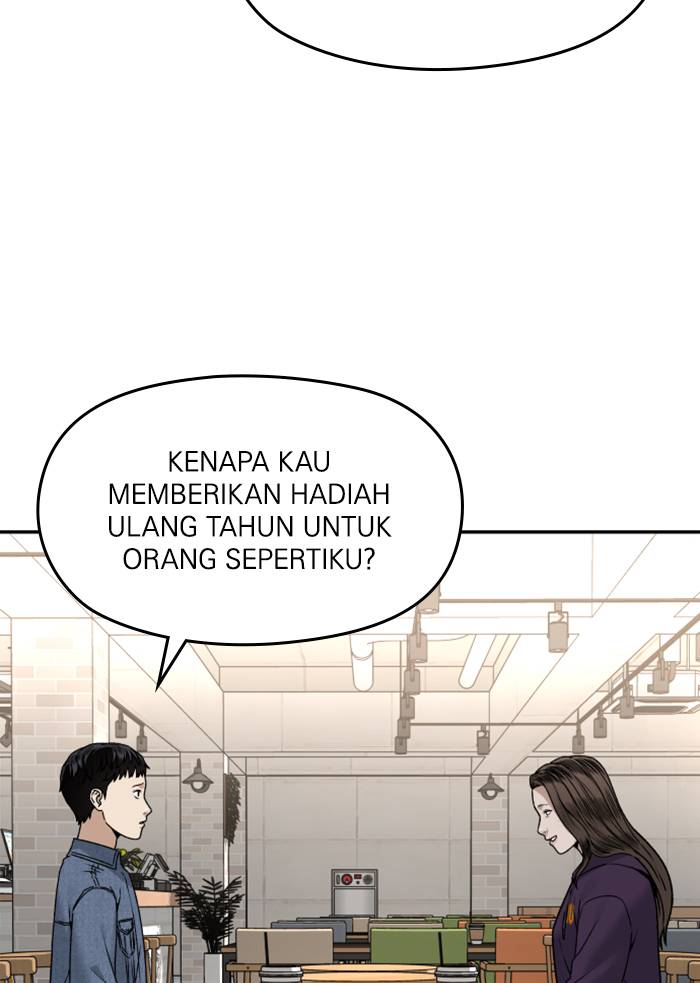 KENAPA KAU
MEMBERIKAN HADIAH
ULANG TAHUN UNTUK
ORANG SEPERTIKU?